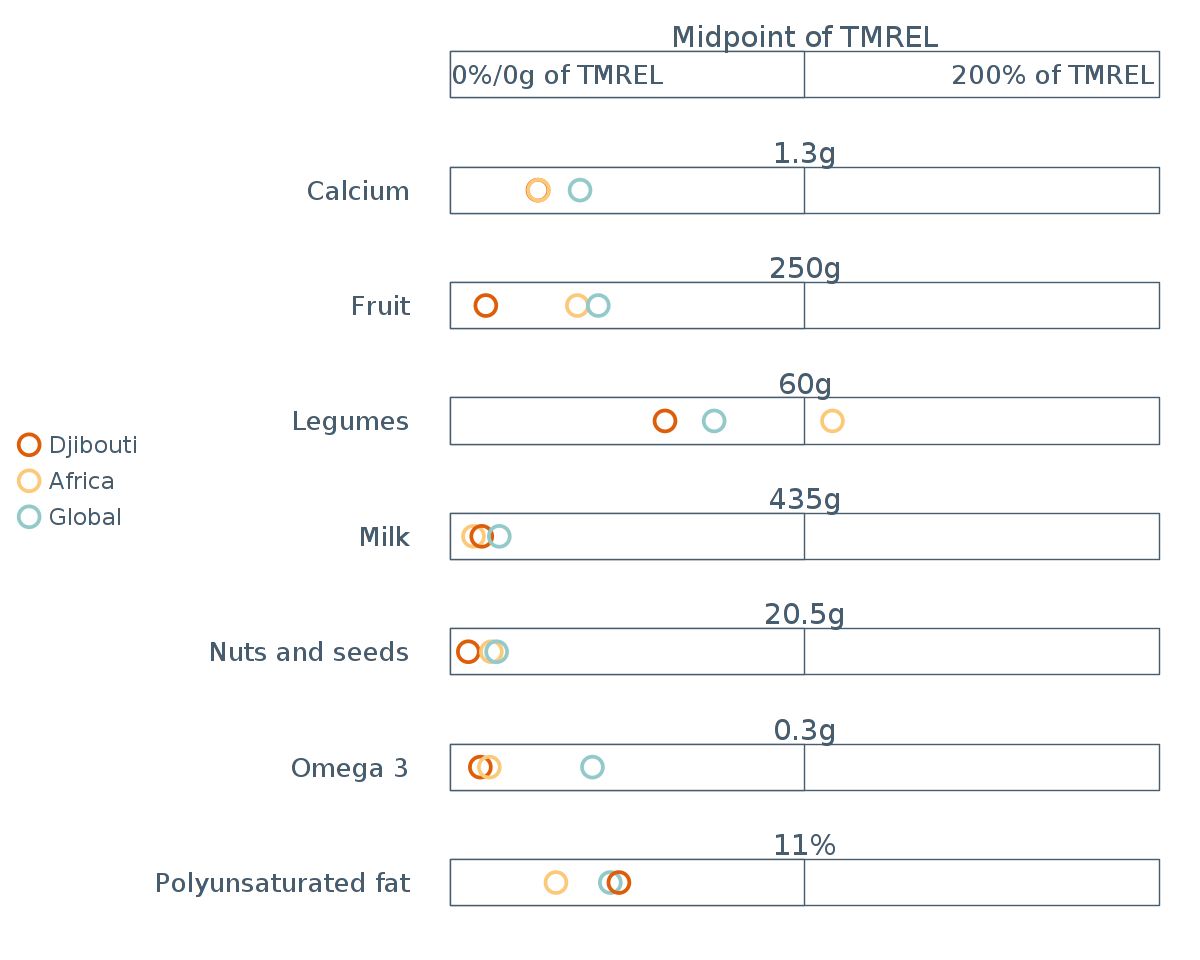 Midpoint of TMREL
0%/0g of TMREL
200% of TMREL
1.3g
Calcium
250g
Fruit
60g
Legumes
Djibouti
Africa
Global
435g
Milk
20.5g
Nuts and seeds
0.3g
Omega 3
11%
Polyunsaturated fat